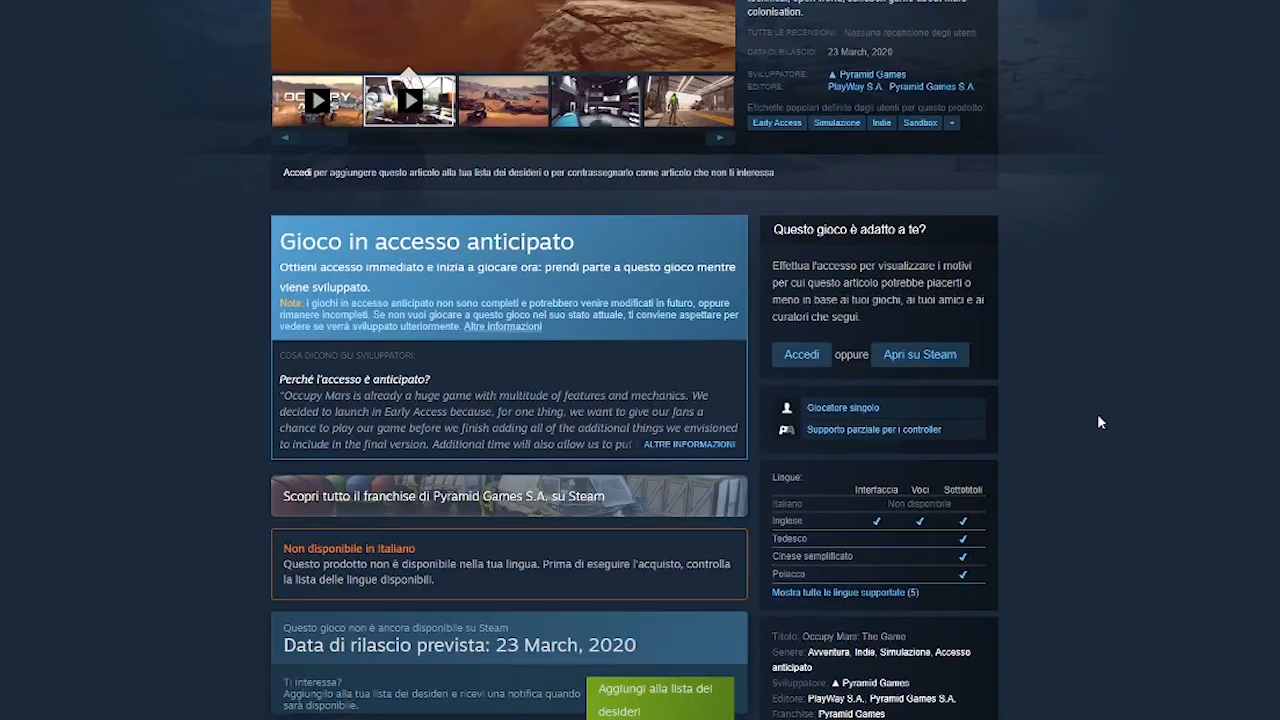 colonisation.
TUTTE LE RECENSIONI: Nessuna recensione degli utenti
DATA DI RILASCIO: 23 March, 2020
SVILUPPATORE: Pyramid Games
EDITORE: PlayWay S.A., Pyramid Games S.A.
Etichette popolari definite dagli utenti per questo prodotto:
Early Access Simulazione Indie Sandbox +
Accedi per aggiungere questo articolo alla tua lista dei desideri o per contrassegnarlo come articolo che non ti interessa
Gioco in accesso anticipato
Ottieni accesso immediato e inizia a giocare ora: prendi parte a questo gioco mentre
viene sviluppato.
Nota: i giochi in accesso anticipato non sono completi e potrebbero venire modificati in futuro, oppure
rimanere incompleti. Se non vuoi giocare a questo gioco nel suo stato attuale, ti conviene aspettare per
vedere se verrà sviluppato ulteriormente. Altre informazioni
COSA DICONO GLI SVILUPPATORI:
Perché l'accesso è anticipato?
"Occupy Mars is already a huge game with multitude of features and mechanics. We
decided to launch in Early Access because, for one thing, we want to give our fans a
chance to play our game before we finish adding all of the additional things we envisioned
to include in the final version. Additional time will also allow us to put
ALTRE INFORMAZIONI
Scopri tutto il franchise di Pyramid Games S.A. su Steam
Non disponibile in Italiano
Questo prodotto non è disponibile nella tua lingua. Prima di eseguire l'acquisto, controlla
la lista delle lingue disponibili.
Questo gioco non è ancora disponibile su Steam
Data di rilascio prevista: 23 March, 2020
Ti interessa?
Aggiungilo alla tua lista dei desideri e ricevi una notifica quando
sarà disponibile.
Aggiungi alla lista dei
desideri
Questo gioco è adatto a te?
Effettua l'accesso per visualizzare i motivi
per cui questo articolo potrebbe piacerti o
meno in base ai tuoi giochi, ai tuoi amici e ai
curatori che segui.
Accedi oppure Apri su Steam
Giocatore singolo
Supporto parziale per i controller
Lingue:
Interfaccia Voci Sottotitoli
Italiano Non disponibile
Inglese ✔ ✔ ✔
Tedesco ✔
Cinese semplificato ✔
Polacco ✔
Mostra tutte le lingue supportate (5)
Titolo: Occupy Mars: The Game
Genere: Avventura, Indie, Simulazione, Accesso
anticipato
Sviluppatore: Pyramid Games
Editore: PlayWay S.A., Pyramid Games S.A.
Franchise: Pyramid Games